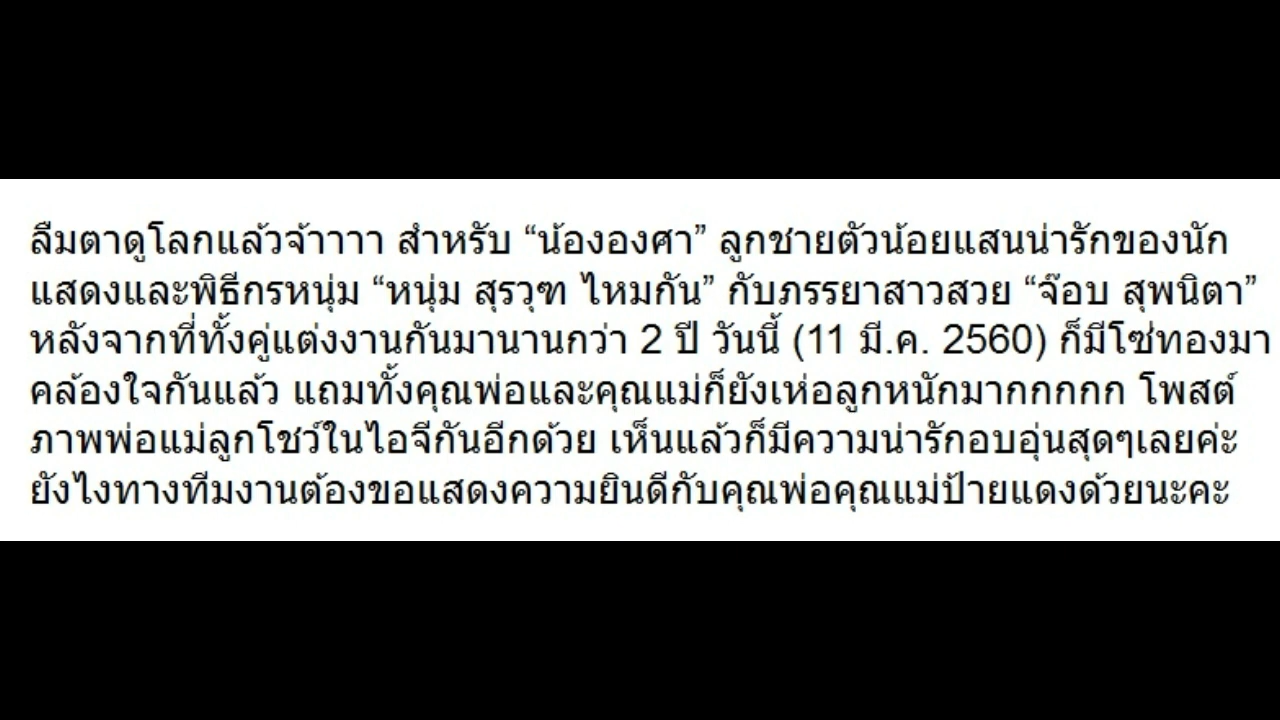 ลืมตาดูโลกแล้วจ้าาาา สำหรับ “น้ององศา” ลูกชายตัวน้อยแสนน่ารักของนัก
แสดงและพิธีกรหนุ่ม “หนุ่ม สุรวุฑ ไหมกัน” กับภรรยาสาวสวย “จ๊อบ สุพนิตา”
หลังจากที่ทั้งคู่แต่งงานกันมานานกว่า 2 ปี วันนี้ (11 มี.ค. 2560) ก็มีโซ่ทองมา
คล้องใจกันแล้ว แถมทั้งคุณพ่อและคุณแม่ก็ยังเห่อลูกหนักมากกกกก โพสต์
ภาพพ่อแม่ลูกโชว์ในไอจีกันอีกด้วย เห็นแล้วก็มีความน่ารักอบอุ่นสุดๆเลยค่ะ
ยังไงทางทีมงานต้องขอแสดงความยินดีกับคุณพ่อคุณแม่ป้ายแดงด้วยนะคะ